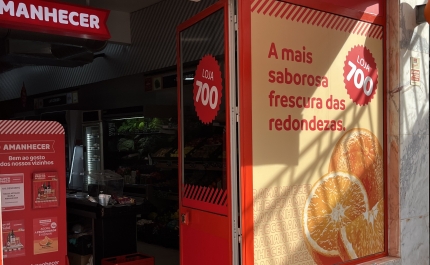 AMANHECER
LOJA
700
A mais
saborosa
frescura das
redondezas.
LOJA
700
AMANHECER
Bem ao gosto
dos nossos vizinhos